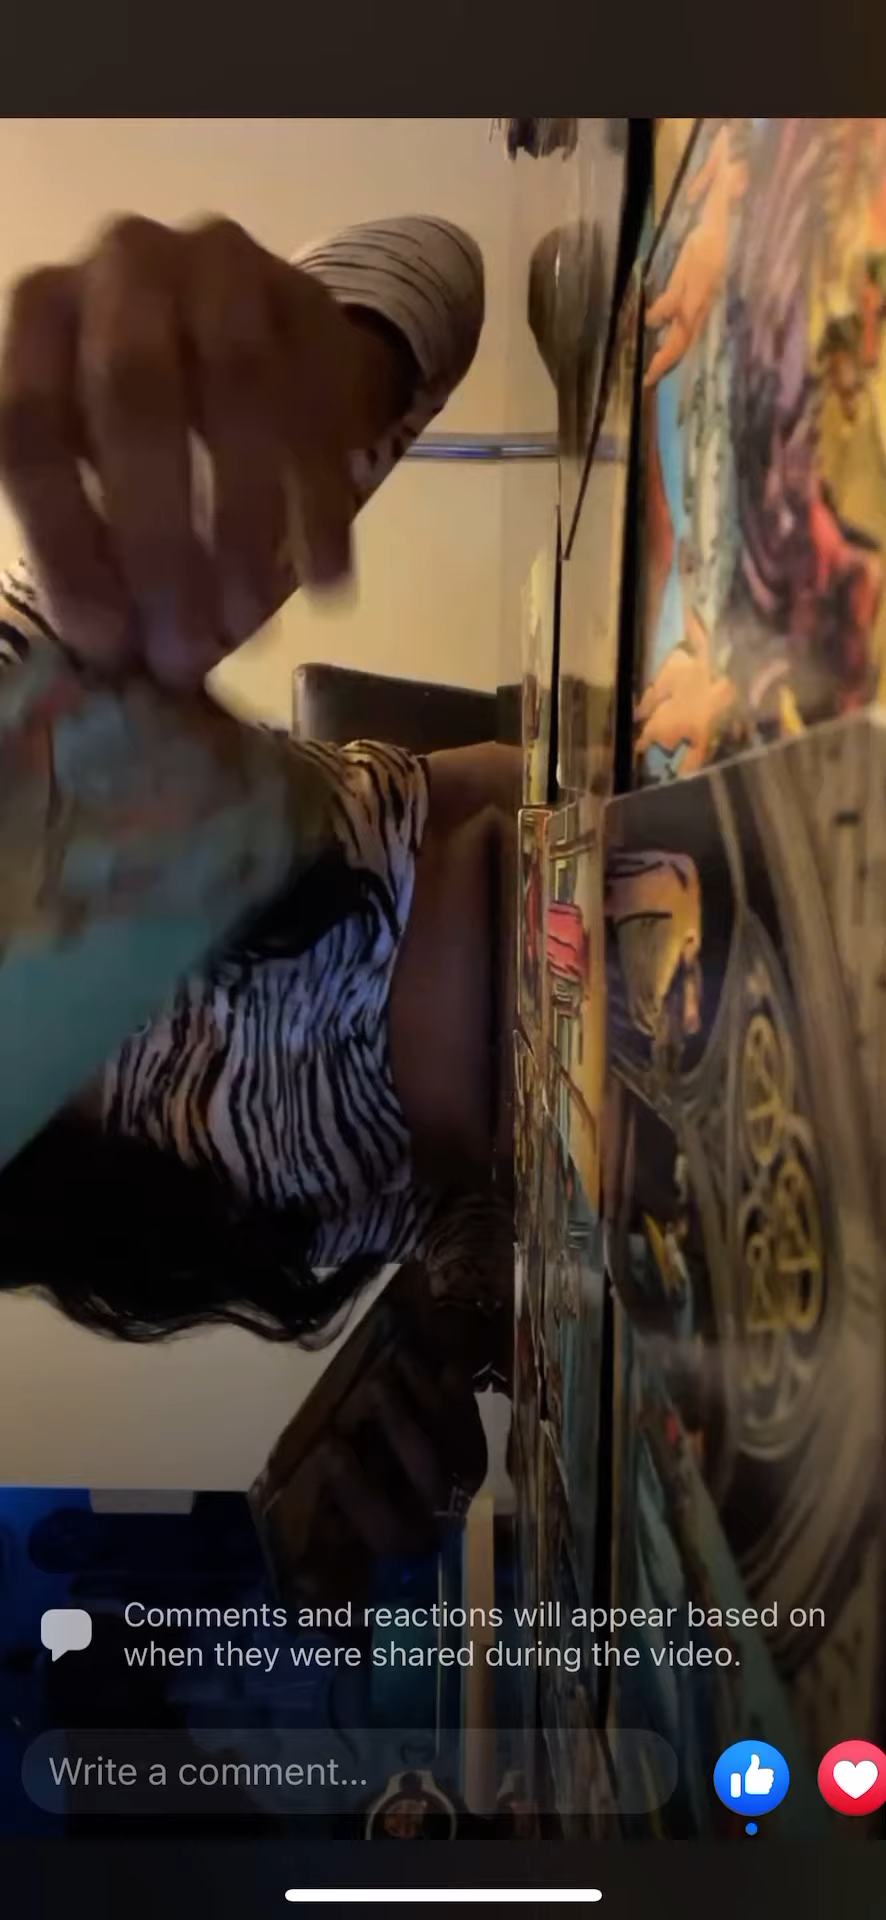 Comments and reactions will appear based on
when they were shared during the video.
Write a comment...